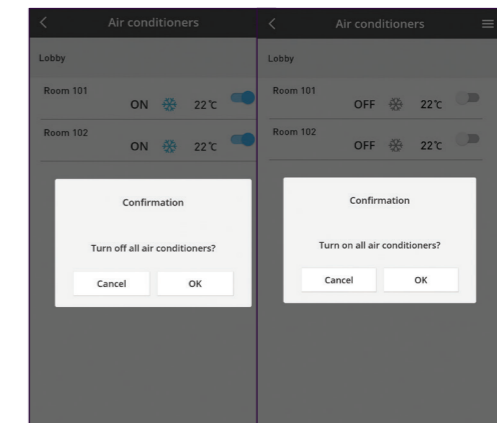 Air conditioners
Lobby
Room 101
ON 22℃
Room 102
ON 22℃
Confirmation
Turn off all air conditioners?
Cancel OK
Air conditioners
Lobby
Room 101
OFF 22℃
Room 102
OFF 22℃
Confirmation
Turn on all air conditioners?
Cancel OK